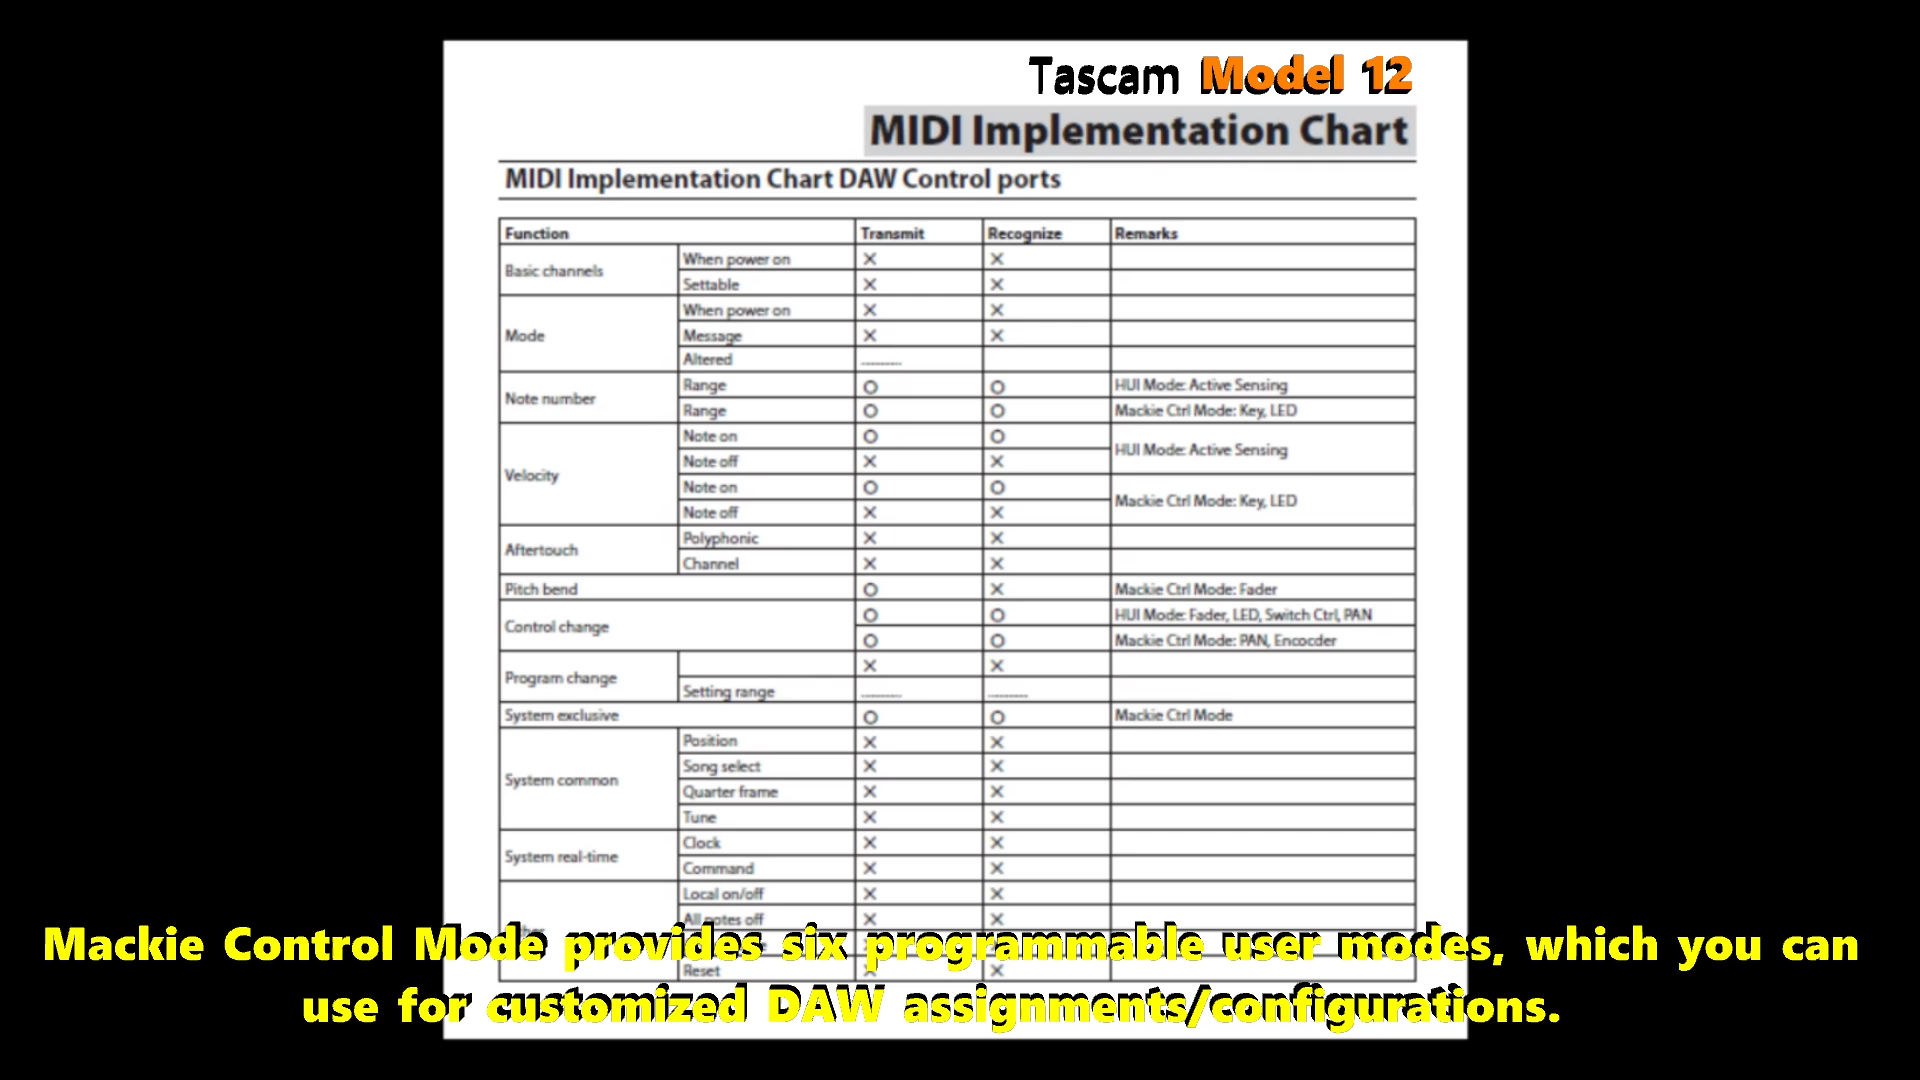 Tascam Model 12
MIDI Implementation Chart
MIDI Implementation Chart DAW Control ports
Function Transmit Recognize Remarks
Basic channels When power on X X
Settable X X
Mode When power on X X
Message X X
Altered ..........
Note number Range O O HUI Mode: Active Sensing
Range O O Mackie Ctrl Mode: Key, LED
Velocity Note on O O HUI Mode: Active Sensing
Note off X X
Note on O O Mackie Ctrl Mode: Key, LED
Note off X X
Aftertouch Polyphonic X X
Channel X X
Pitch bend O X Mackie Ctrl Mode: Fader
Control change O O HUI Mode: Fader, LED, Switch Ctrl, PAN
O O Mackie Ctrl Mode: PAN, Encocder
Program change X X
Setting range .......... ..........
System exclusive O O Mackie Ctrl Mode
System common Position X X
Song select X X
Quarter frame X X
Tune X X
System real-time Clock X X
Command X X
Local on/off X X
All notes off X X
Reset X X
Mackie Control Mode provides six programmable user modes, which you can
use for customized DAW assignments/configurations.